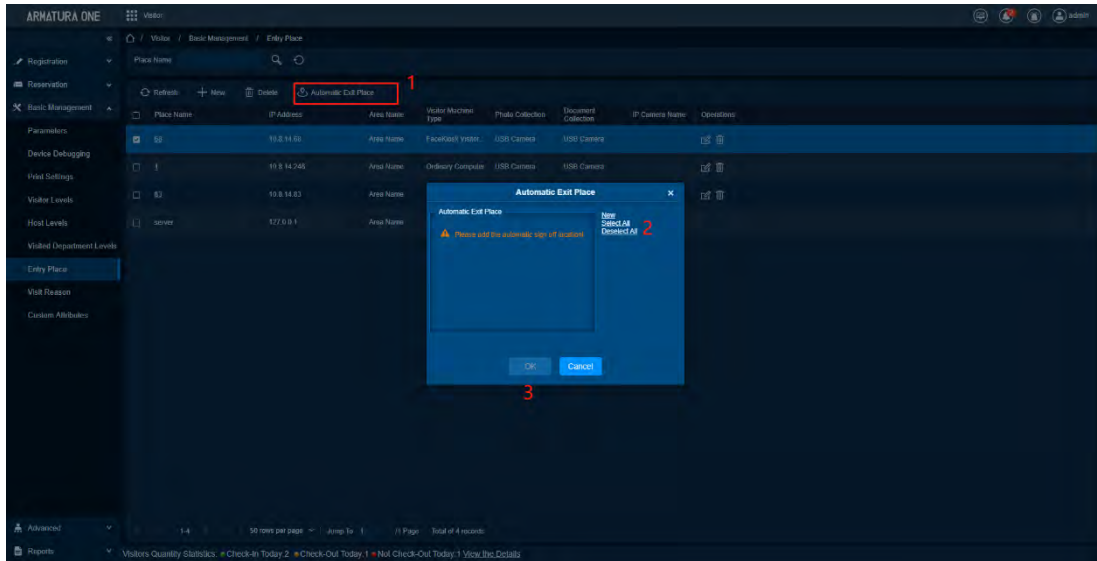 ARMATURA ONE
Visitor
admin
/ Visitor / Basic Management / Entry Place
Registration
Reservation
Basic Management
Parameters
Device Debugging
Print Settings
Visitor Levels
Host Levels
Visited Department Levels
Entry Place
Visit Reason
Custom Attributes
Advanced
Reports
Place Name
Refresh New Delete Automatic Exit Place
1
Place Name IP Address Area Name Visitor Machine Type Photo Collection Document Collection IP Camera Name Operations
Area Name FaceKiosk Visitor... USB Camera USB Camera
1 10.8.14.246 Area Name Ordinary Computer USB Camera USB Camera
83 10.8.14.83 Area Name
server 127.0.0.1 Area Name
Automatic Exit Place ×
Automatic Exit Place
Please add the automatic sign off location!
New
Select All
Deselect All
2
OK Cancel
3
1-4 50 rows per page Jump To 1 /1 Page Total of 4 records
Visitors Quantity Statistics: Check-In Today:2 Check-Out Today:1 Not Check-Out Today:1 View the Details